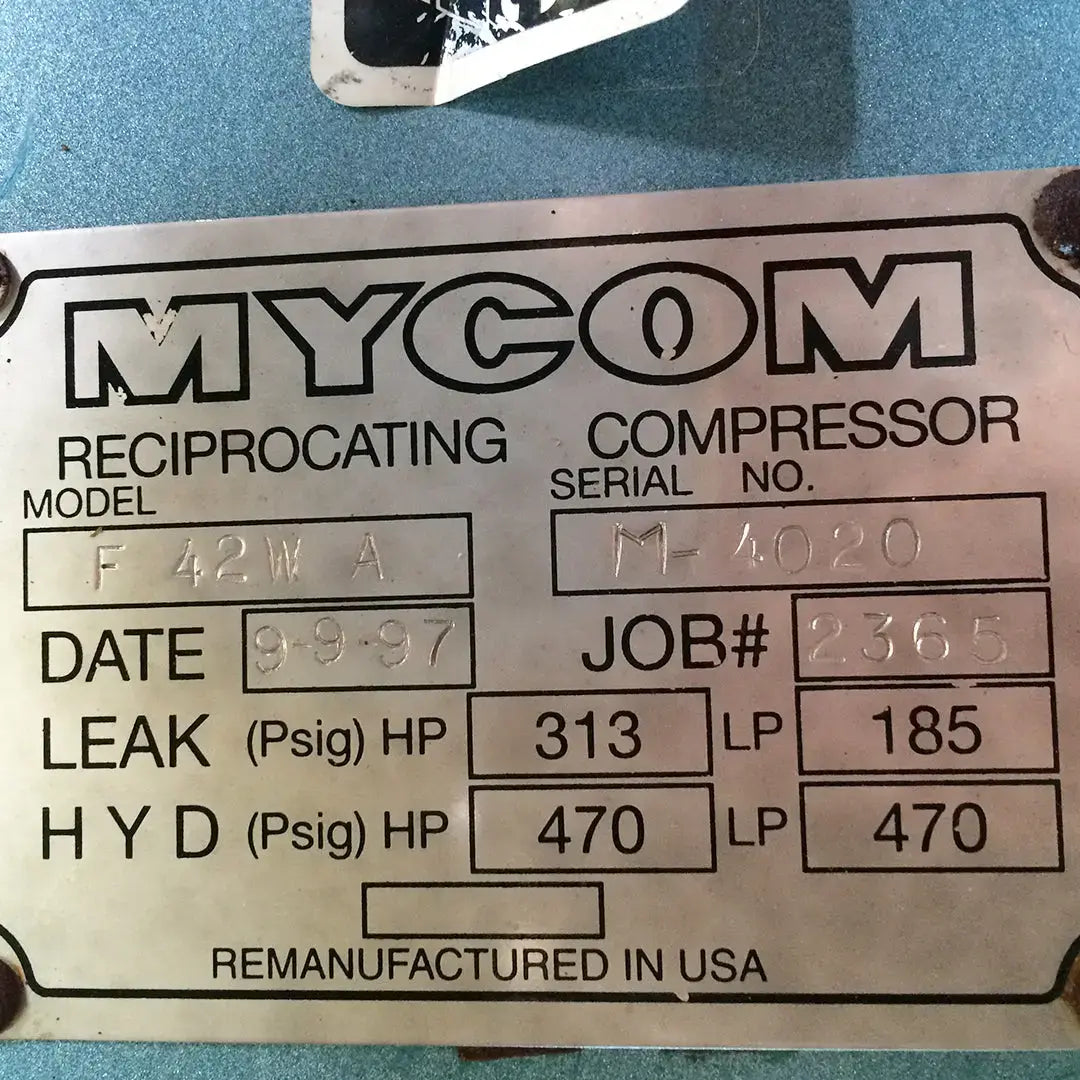 MYCOM
RECIPROCATING COMPRESSOR
MODEL SERIAL NO.
F 42W A M-4020
DATE 9-9-97 JOB# 2365
LEAK (Psig) HP 313 LP 185
HYD (Psig) HP 470 LP 470
REMANUFACTURED IN USA